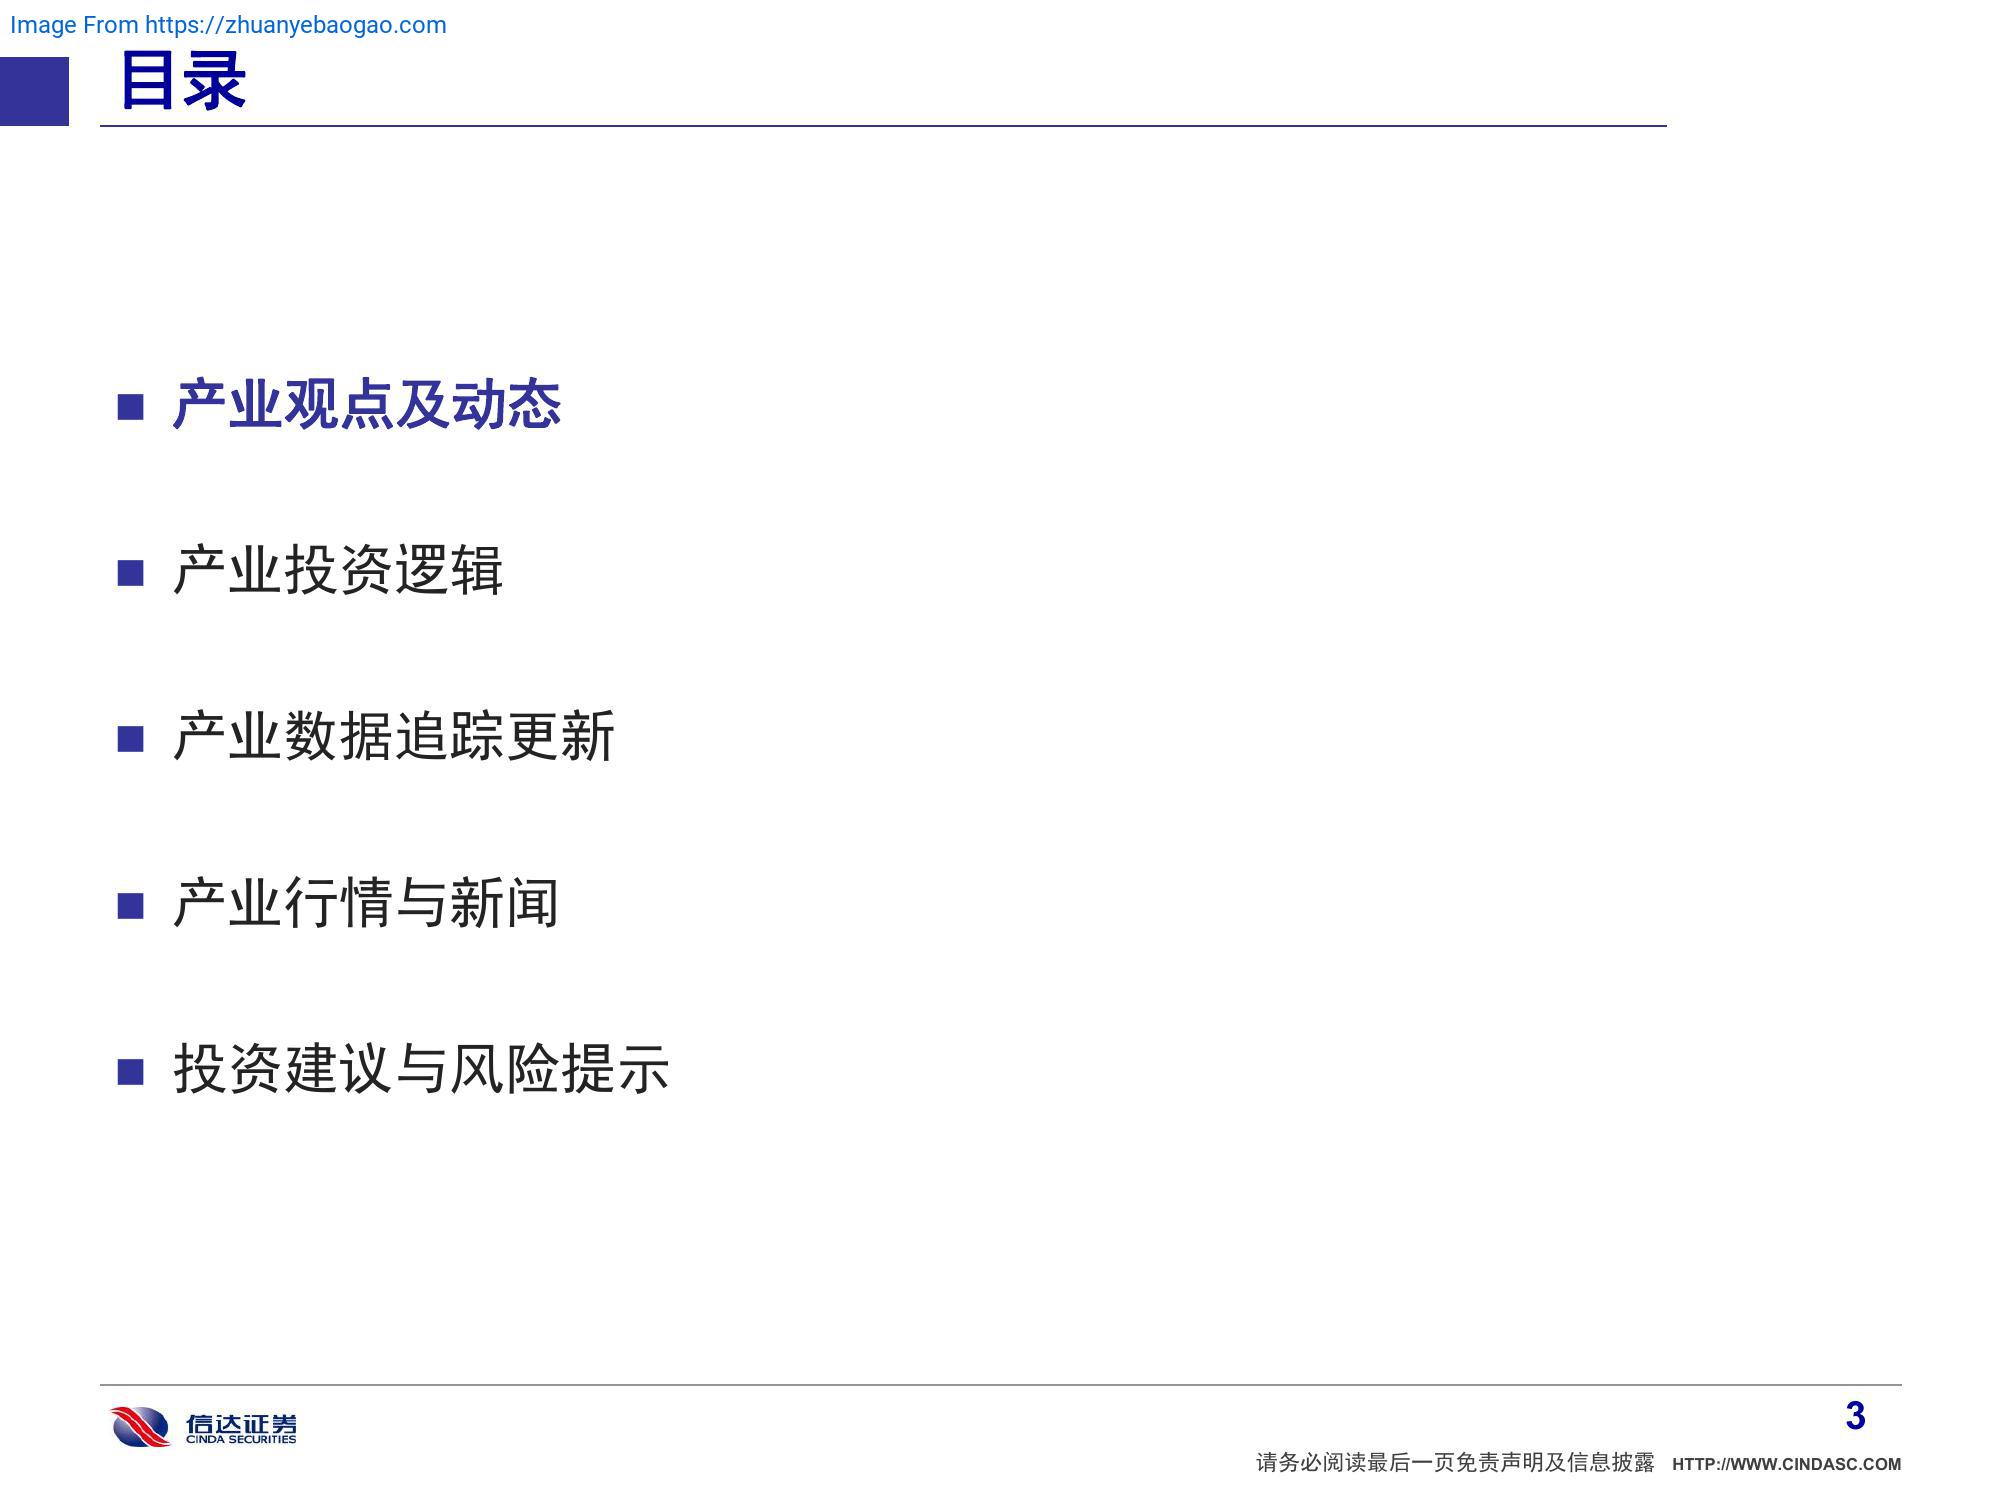 Image From https://zhuanyebaogao.com
目录
■ 产业观点及动态
■ 产业投资逻辑
■ 产业数据追踪更新
■ 产业行情与新闻
■ 投资建议与风险提示
信达证券
CINDA SECURITIES
3
请务必阅读最后一页免责声明及信息披露 HTTP://WWW.CINDASC.COM